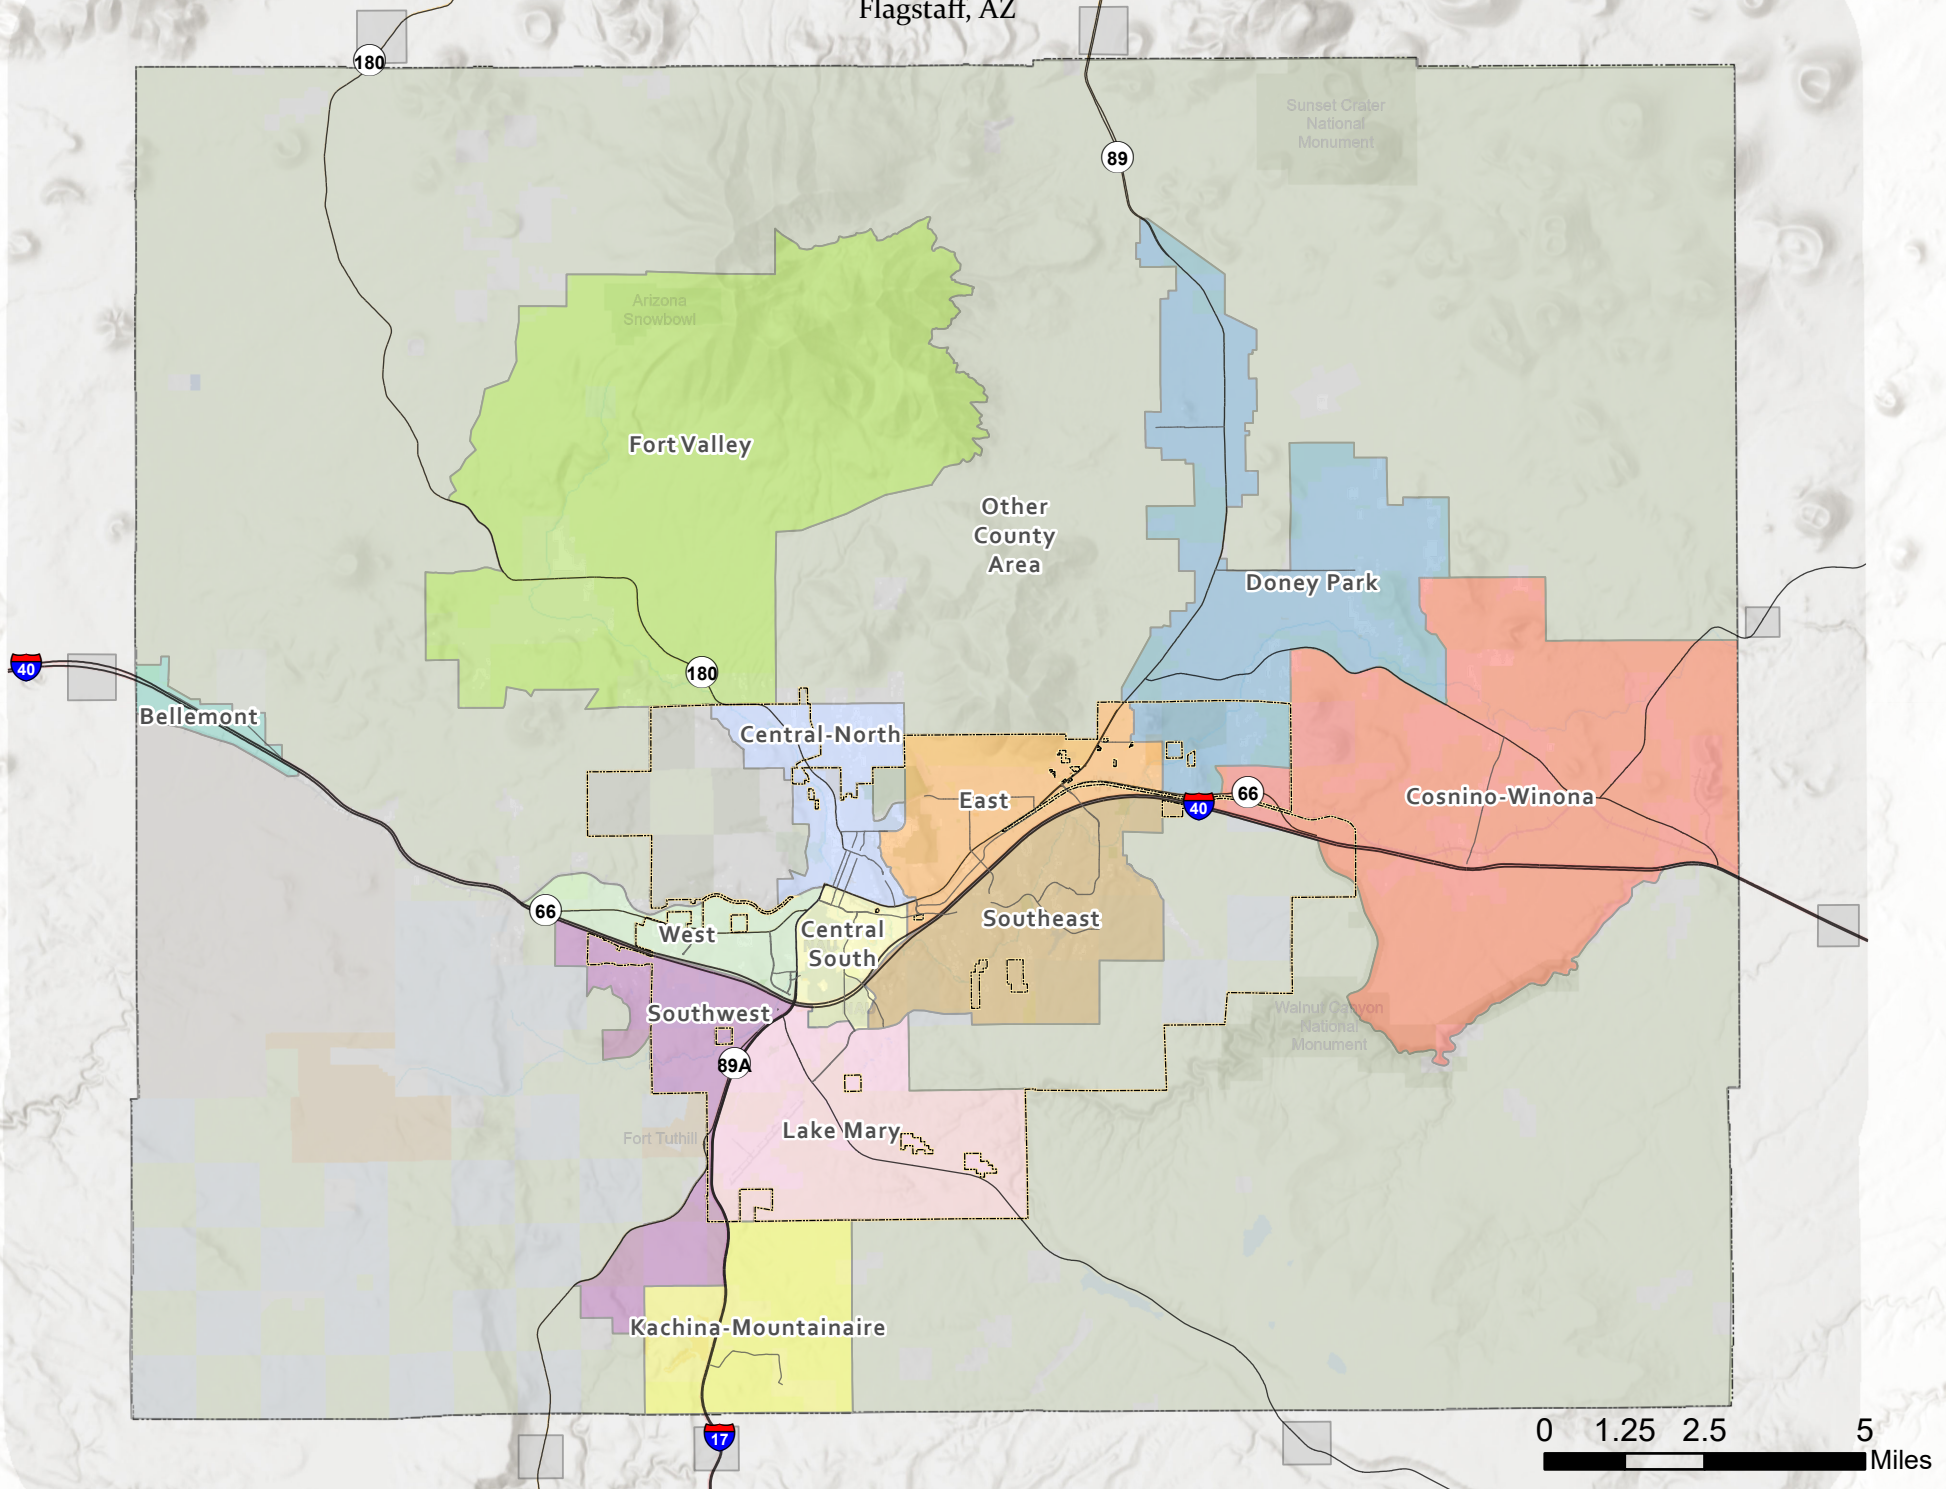 Flagstaff, AZ
180
Sunset Crater
National
Monument
89
Arizona
Snowbowl
Fort Valley
Other
County
Area
Doney Park
40
180
Bellemont
Central-North
East
66
40
Cosnino-Winona
66
West
Central
South
Southeast
Southwest
Walnut Canyon
National
Monument
89A
Lake Mary
Fort Tuthill
Kachina-Mountainaire
17
0 1.25 2.5 5
Miles